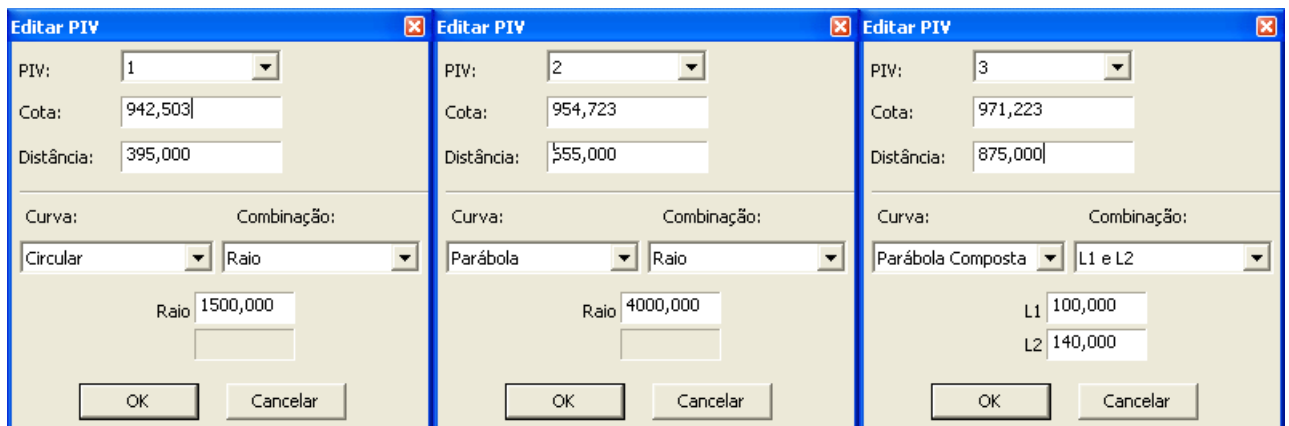 Editar PIV
PIV: 1
Cota: 942,503
Distância: 395,000
Curva: Combinação:
Circular Raio
Raio 1500,000
OK Cancelar
Editar PIV
PIV: 2
Cota: 954,723
Distância: 555,000
Curva: Combinação:
Parábola Raio
Raio 4000,000
OK Cancelar
Editar PIV
PIV: 3
Cota: 971,223
Distância: 875,000
Curva: Combinação:
Parábola Composta L1 e L2
L1 100,000
L2 140,000
OK Cancelar